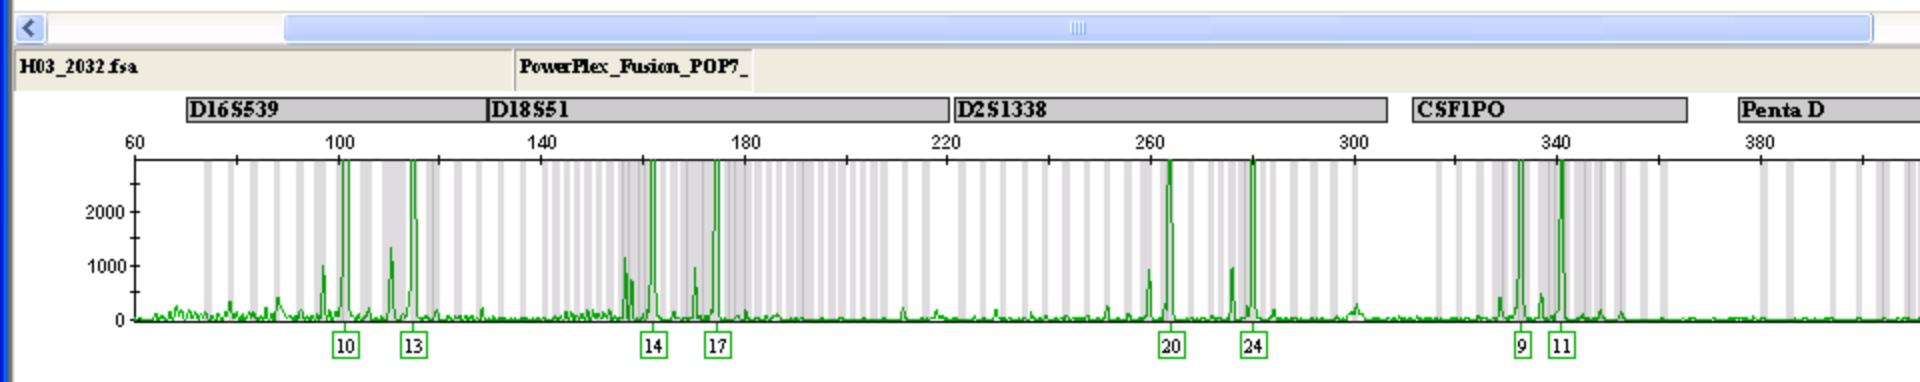 H03_2032.fsa PowerPlex_Fusion_POP7_
D16S539 D18S51 D2S1338 CSF1PO Penta D
60 100 140 180 220 260 300 340 380
2000
1000
0
10 13 14 17 20 24 9 11